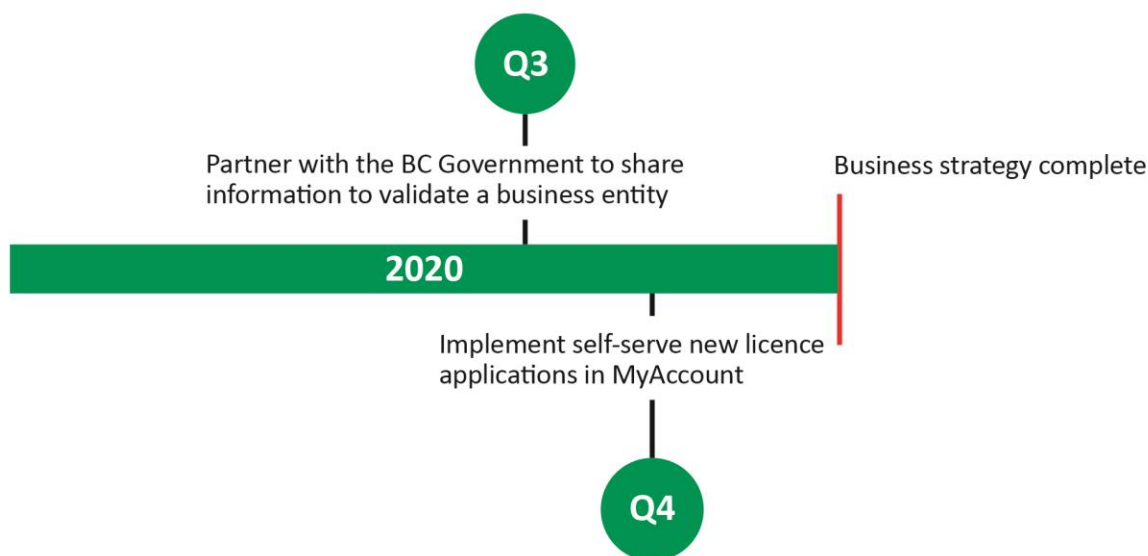 Q3
Partner with the BC Government to share
information to validate a business entity
Business strategy complete
2020
Implement self-serve new licence
applications in MyAccount
Q4